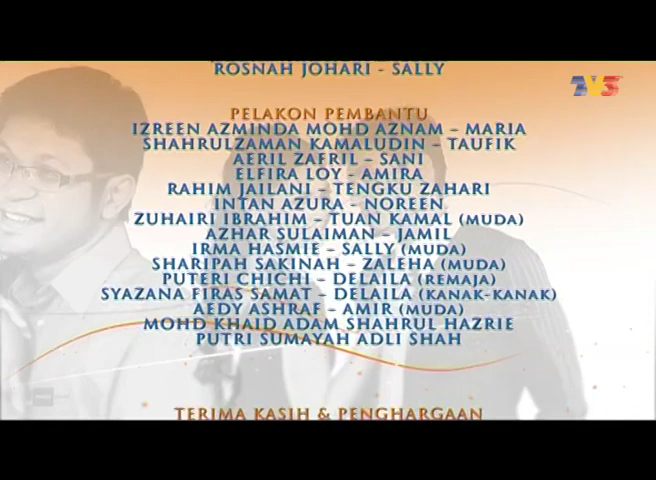 ROSNAH JOHARI - SALLY
TV3
PELAKON PEMBANTU
IZREEN AZMINDA MOHD AZNAM – MARIA
SHAHRULZAMAN KAMALUDIN – TAUFIK
AERIL ZAFRIL – SANI
ELFIRA LOY - AMIRA
RAHIM JAILANI – TENGKU ZAHARI
INTAN AZURA - NOREEN
ZUHAIRI IBRAHIM – TUAN KAMAL (MUDA)
AZHAR SULAIMAN – JAMIL
IRMA HASMIE – SALLY (MUDA)
SHARIPAH SAKINAH – ZALEHA (MUDA)
PUTERI CHICHI – DELAILA (REMAJA)
SYAZANA FIRAS SAMAT – DELAILA (KANAK-KANAK)
AEDY ASHRAF – AMIR (MUDA)
MOHD KHAID ADAM SHAHRUL HAZRIE
PUTRI SUMAYAH ADLI SHAH
TERIMA KASIH & PENGHARGAAN